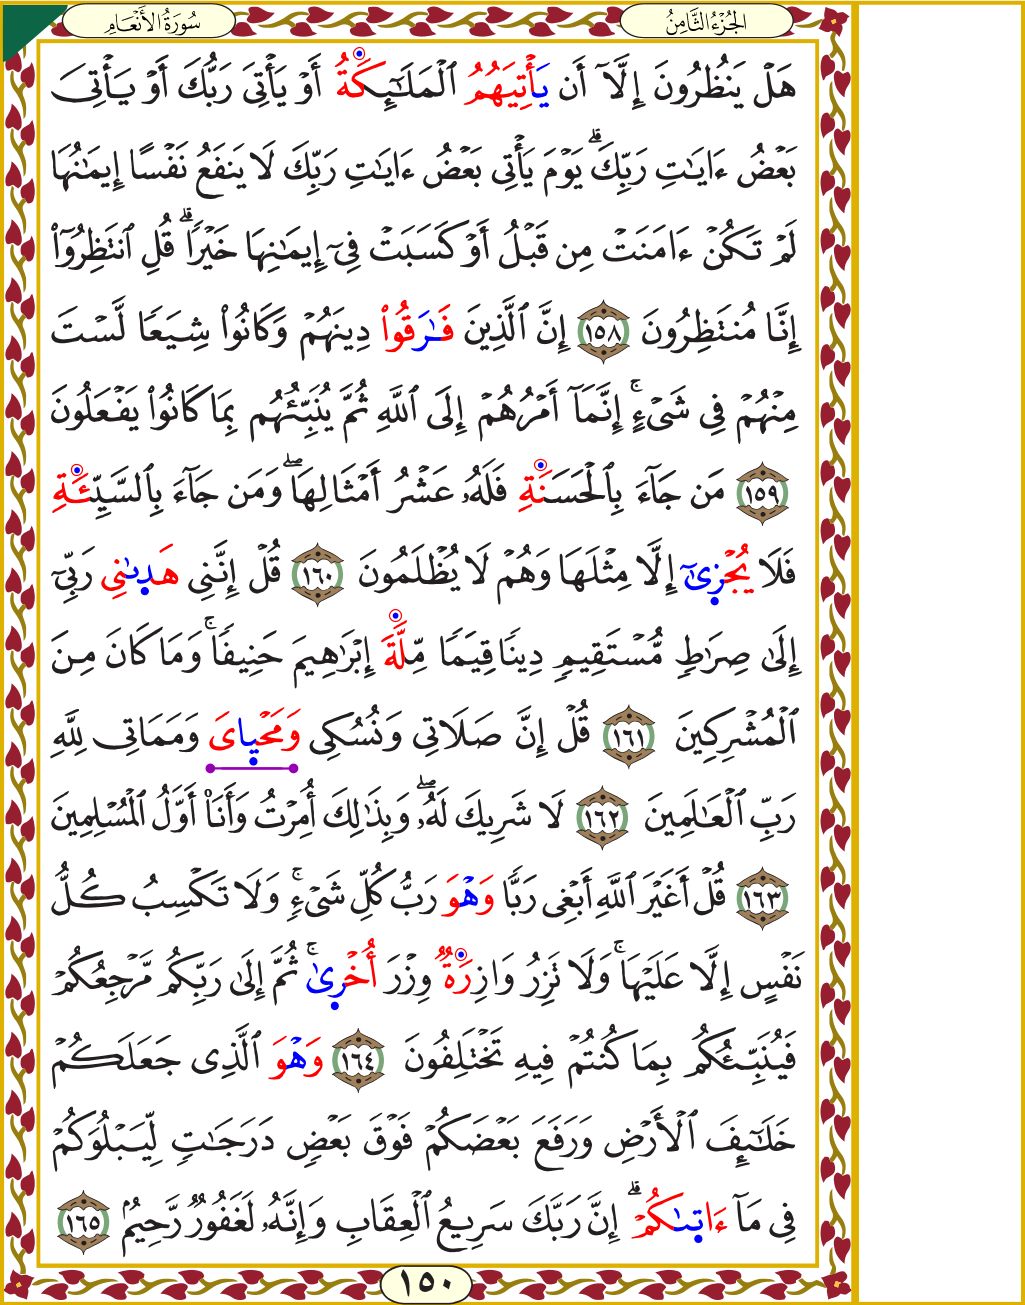 الجُزْءُ الثَّامِنُ
سُورَةُ الأَنْعَامِ
هَلۡ يَنظُرُونَ إِلَّآ أَن يَأۡتِيَهُمُ ٱلۡمَلَـٰٓئِكَةُ أَوۡ يَأۡتِيَ رَبُّكَ أَوۡ يَأۡتِيَ
بَعۡضُ ءَايَـٰتِ رَبِّكَۗ يَوۡمَ يَأۡتِي بَعۡضُ ءَايَـٰتِ رَبِّكَ لَا يَنفَعُ نَفۡسًا إِيمَـٰنُهَا
لَمۡ تَكُنۡ ءَامَنَتۡ مِن قَبۡلُ أَوۡ كَسَبَتۡ فِيٓ إِيمَـٰنِهَا خَيۡرٗاۗ قُلِ ٱنتَظِرُوٓاْ
إِنَّا مُنتَظِرُونَ ١٥٨ إِنَّ ٱلَّذِينَ فَـٰرَقُواْ دِينَهُمۡ وَكَانُواْ شِيَعٗا لَّسۡتَ
مِنۡهُمۡ فِي شَيۡءٍۚ إِنَّمَآ أَمۡرُهُمۡ إِلَى ٱللَّهِ ثُمَّ يُنَبِّئُهُم بِمَا كَانُواْ يَفۡعَلُونَ
١٥٩ مَن جَآءَ بِٱلۡحَسَنَةِ فَلَهُۥ عَشۡرُ أَمۡثَالِهَاۖ وَمَن جَآءَ بِٱلسَّيِّئَةِ
فَلَا يُجۡزِىٰٓ إِلَّا مِثۡلَهَا وَهُمۡ لَا يُظۡلَمُونَ ١٦٠ قُلۡ إِنَّنِي هَدِىٰنِي رَبِّيٓ
إِلَىٰ صِرَٰطٖ مُّسۡتَقِيمٖ دِينٗا قِيَمٗا مِّلَّةَ إِبۡرَٰهِيمَ حَنِيفٗاۚ وَمَا كَانَ مِنَ
ٱلۡمُشۡرِكِينَ ١٦١ قُلۡ إِنَّ صَلَاتِي وَنُسُكِي وَمَحۡيِايَ وَمَمَاتِي لِلَّهِ
رَبِّ ٱلۡعَـٰلَمِينَ ١٦٢ لَا شَرِيكَ لَهُۥۖ وَبِذَٰلِكَ أُمِرۡتُ وَأَنَا۠ أَوَّلُ ٱلۡمُسۡلِمِينَ
١٦٣ قُلۡ أَغَيۡرَ ٱللَّهِ أَبۡغِي رَبّٗا وَهۡوَ رَبُّ كُلِّ شَيۡءٖۚ وَلَا تَكۡسِبُ كُلُّ
نَفۡسٍ إِلَّا عَلَيۡهَاۚ وَلَا تَزِرُ وَازِرَةٞ وِزۡرَ أُخۡرِىٰۚ ثُمَّ إِلَىٰ رَبِّكُم مَّرۡجِعُكُمۡ
فَيُنَبِّئُكُم بِمَا كُنتُمۡ فِيهِ تَخۡتَلِفُونَ ١٦٤ وَهۡوَ ٱلَّذِي جَعَلَكُمۡ
خَلَـٰٓئِفَ ٱلۡأَرۡضِ وَرَفَعَ بَعۡضَكُمۡ فَوۡقَ بَعۡضٖ دَرَجَـٰتٖ لِّيَبۡلُوَكُمۡ
فِي مَآ ءَاتِىٰكُمۡۗ إِنَّ رَبَّكَ سَرِيعُ ٱلۡعِقَابِ وَإِنَّهُۥ لَغَفُورٞ رَّحِيمُۢ ١٦٥
١٥٠